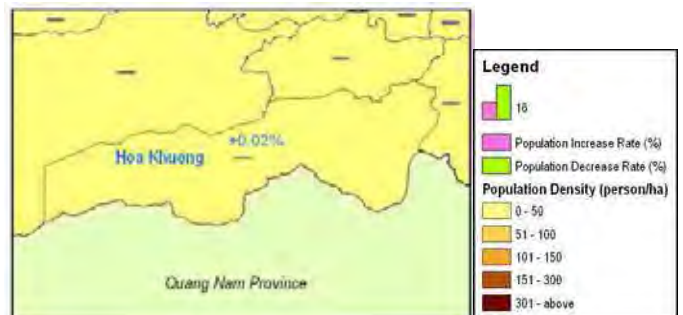 +0.02%
Hoa Khuong
Quang Nam Province
Legend
16
Population Increase Rate (%)
Population Decrease Rate (%)
Population Density (person/ha)
0 - 50
51 - 100
101 - 150
151 - 300
301 - above